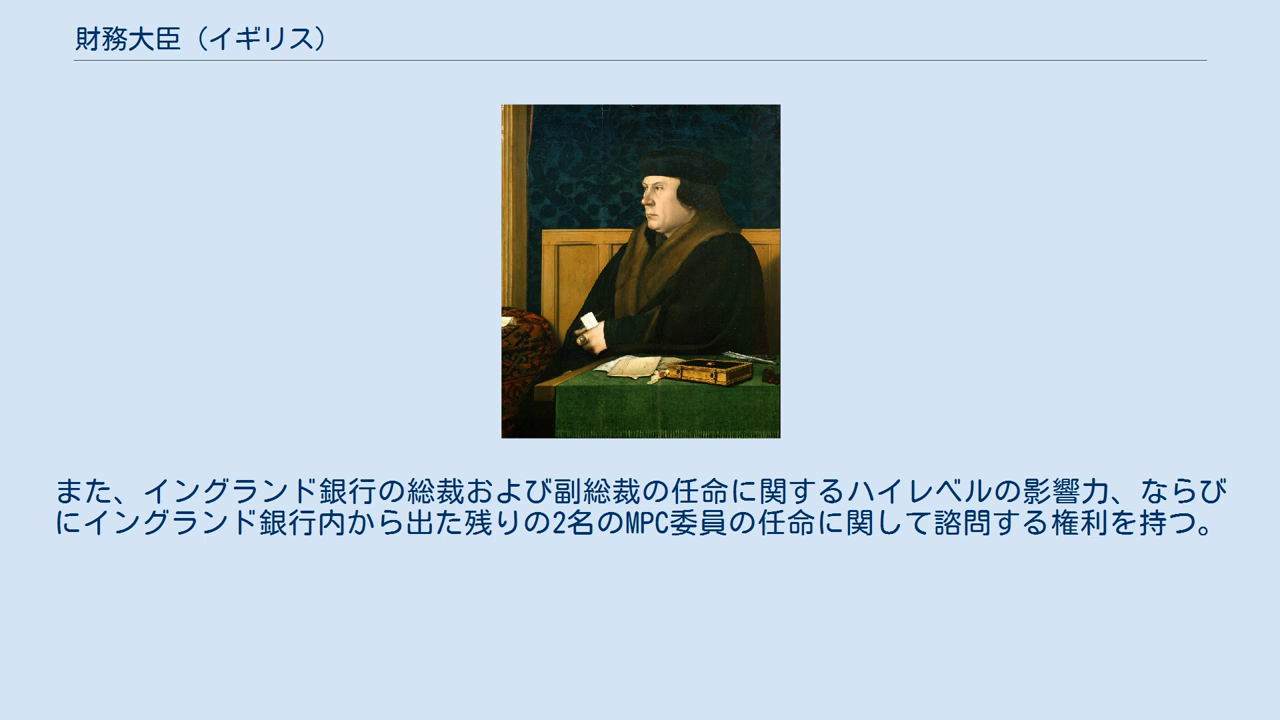 財務大臣（イギリス）
また、イングランド銀行の総裁および副総裁の任命に関するハイレベルの影響力、ならび
にイングランド銀行内から出た残りの2名のMPC委員の任命に関して諮問する権利を持つ。